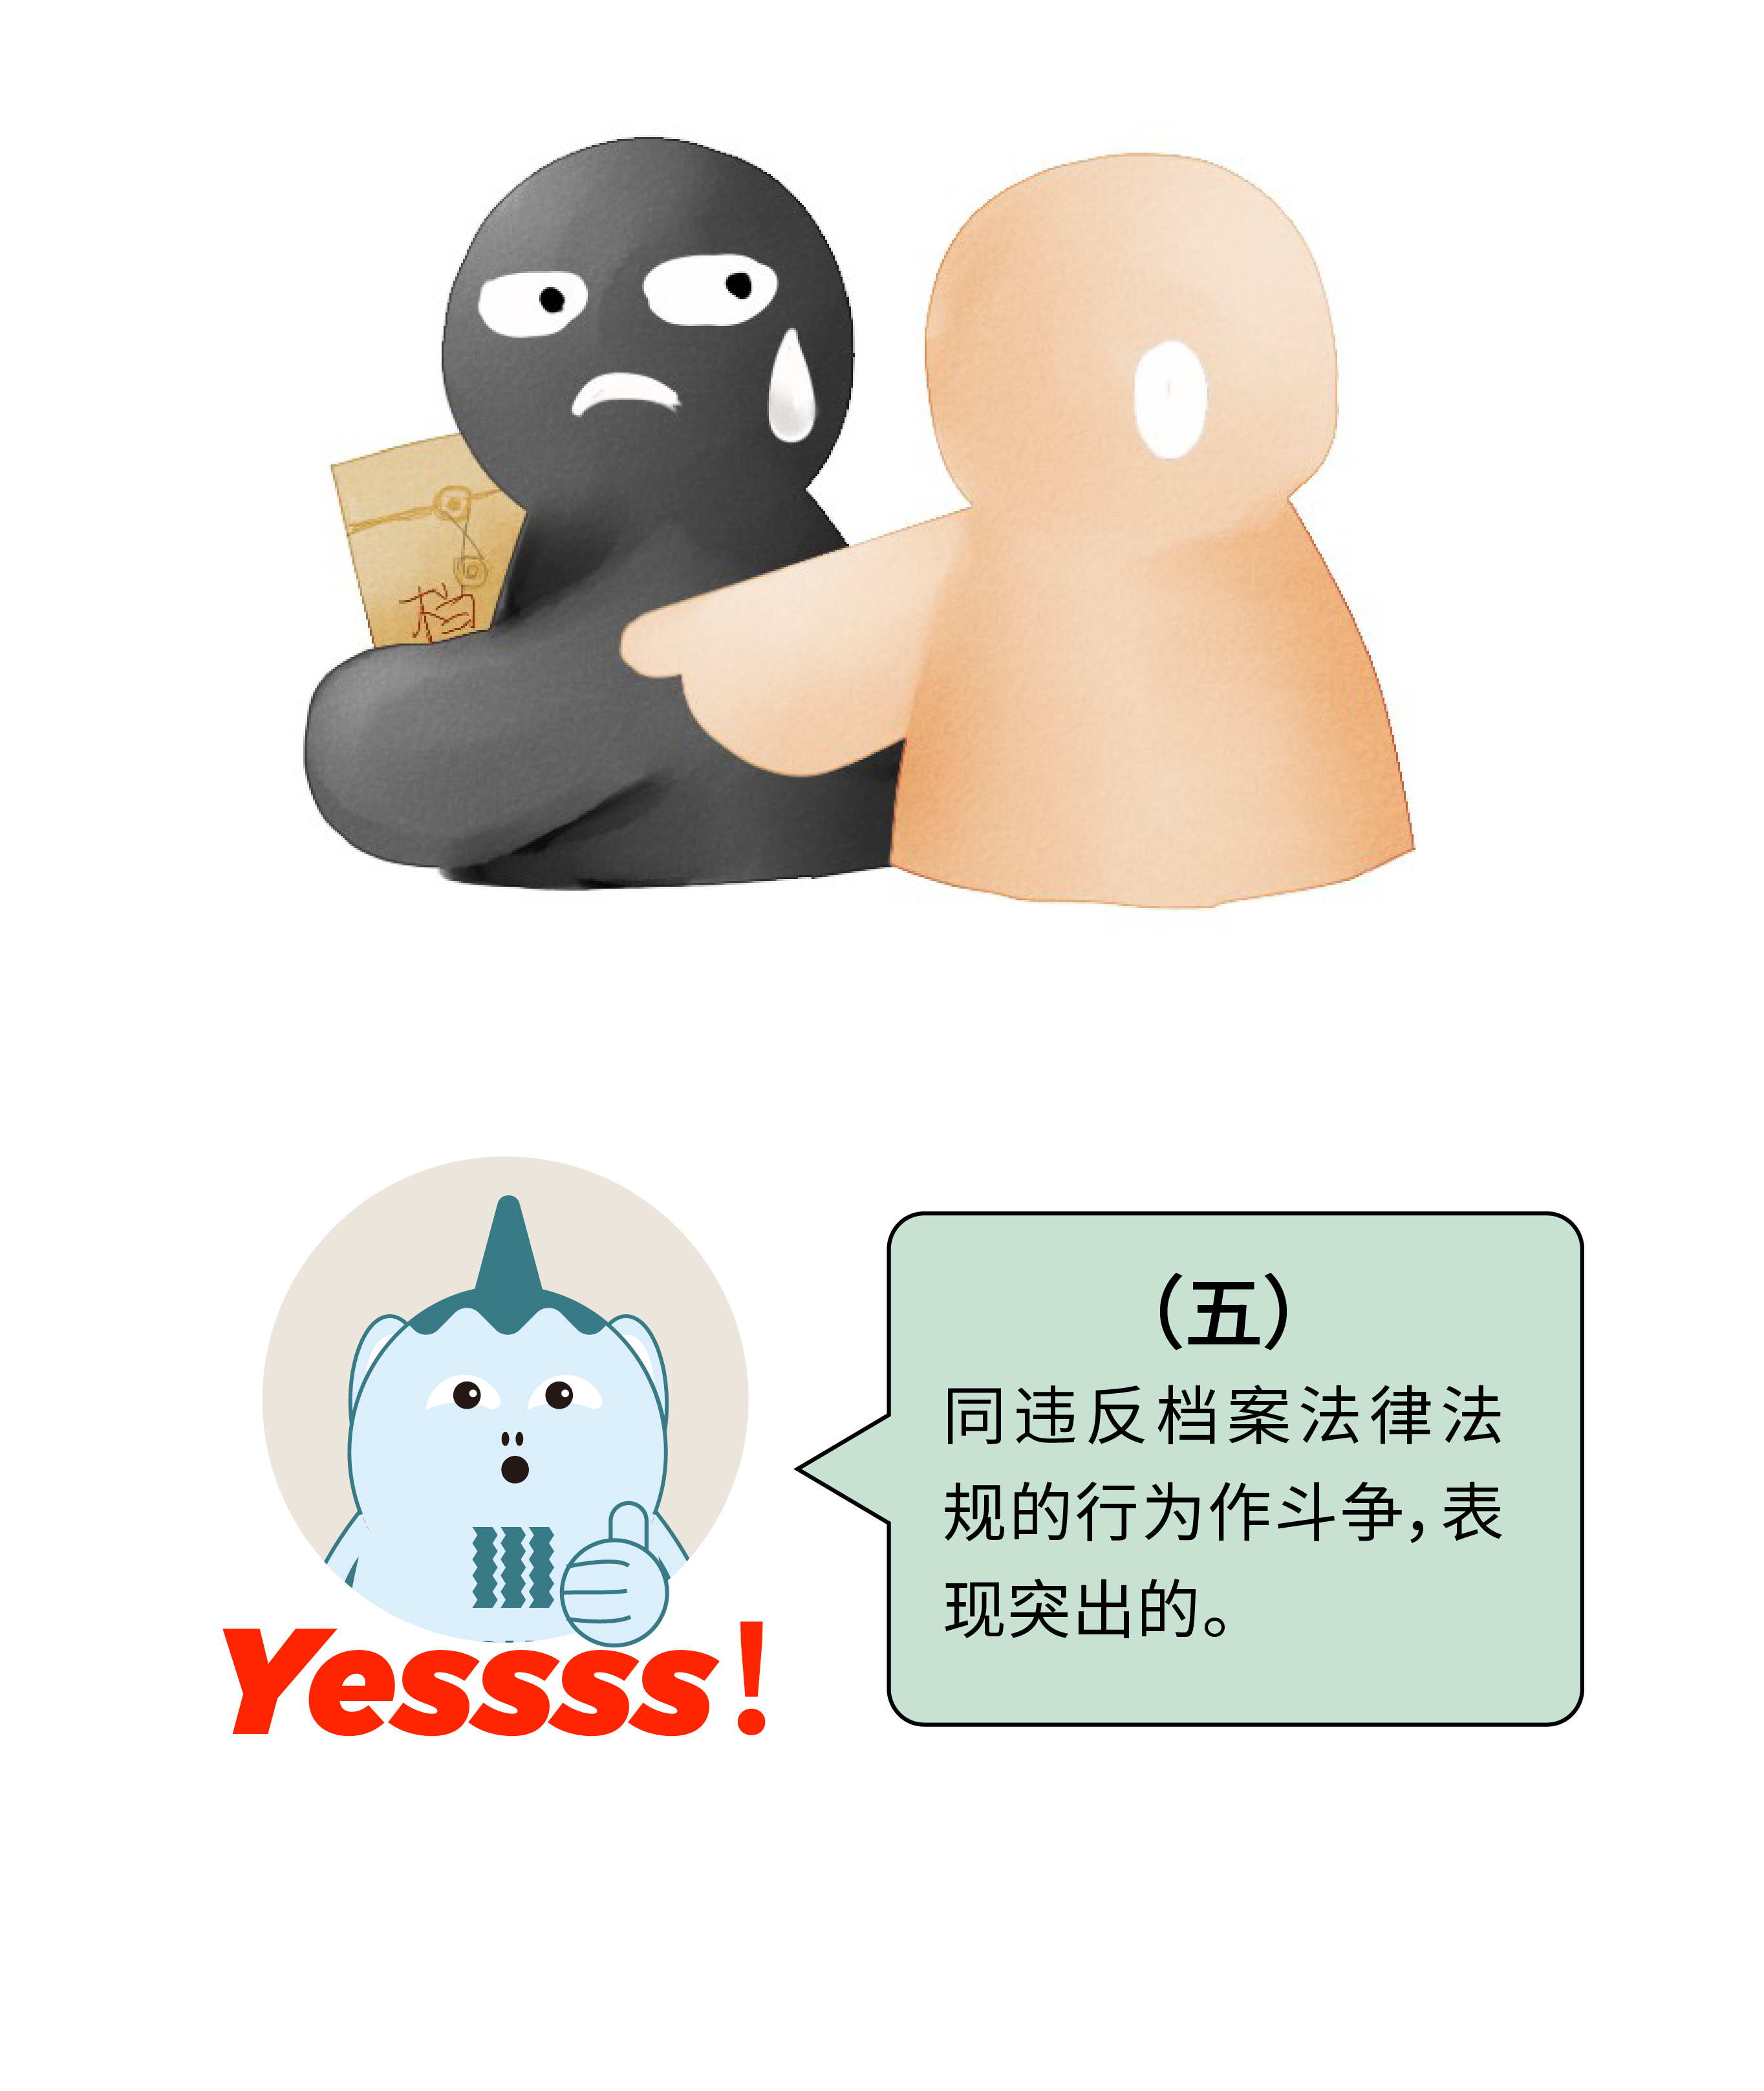 档
（五）
同违反档案法律法
规的行为作斗争，表
现突出的。
Yessss！